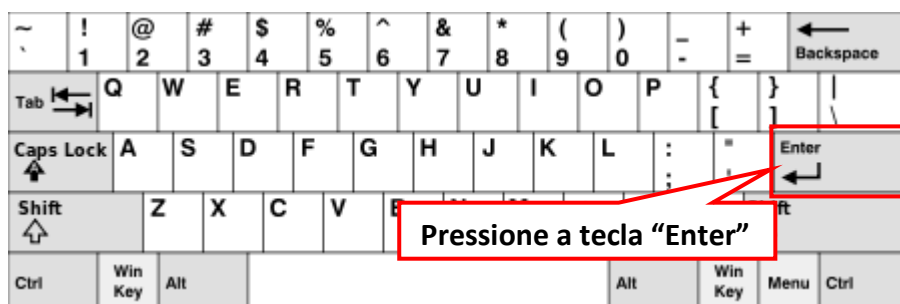 ~ ! @ # $ % ^ & * ( ) _ + Backspace
` 1 2 3 4 5 6 7 8 9 0 - =
Tab Q W E R T Y U I O P { } |
[ ] \
Caps Lock A S D F G H J K L : " Enter
;
Shift Z X C V
Pressione a tecla “Enter”
Ctrl Win Key Alt Alt Win Key Menu Ctrl